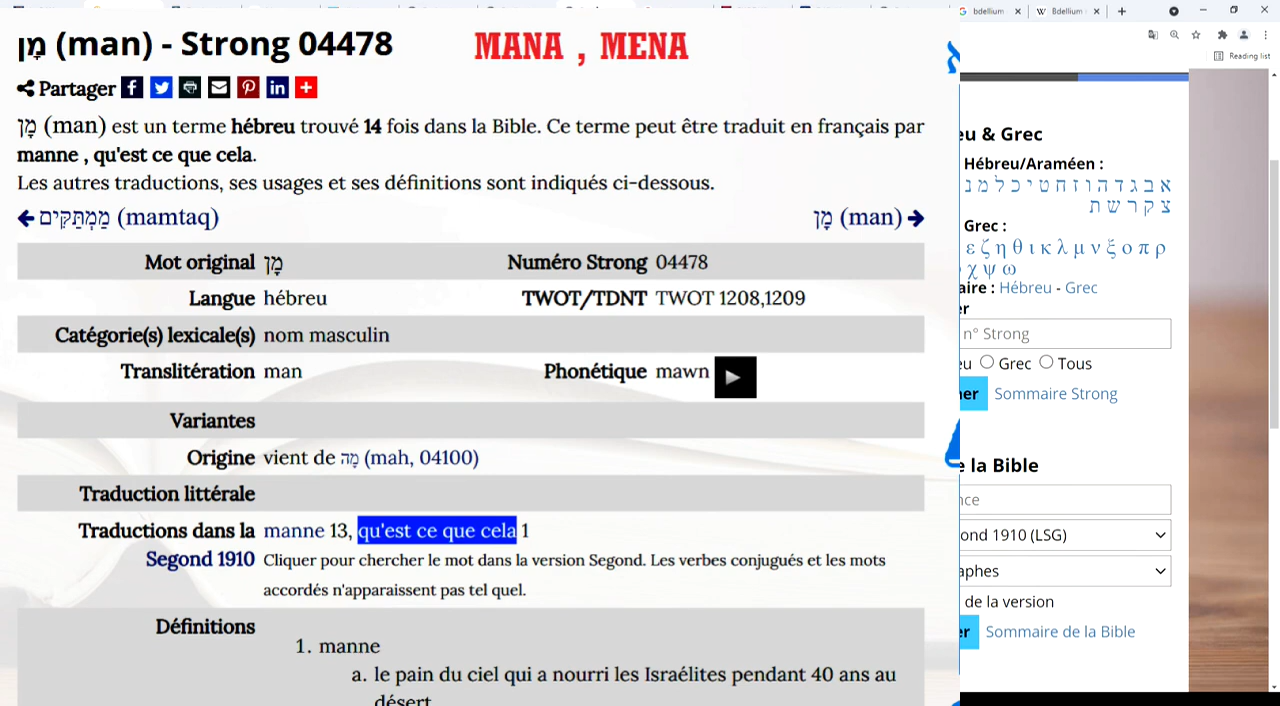 מָן (man) - Strong 04478
MANA , MENA
Partager
מָן (man) est un terme hébreu trouvé 14 fois dans la Bible. Ce terme peut être traduit en français par
manne , qu'est ce que cela.
Les autres traductions, ses usages et ses définitions sont indiqués ci-dessous.
מַמְתַּקִּים (mamtaq)
מָן (man)
Mot original מָן
Numéro Strong 04478
Langue hébreu
TWOT/TDNT TWOT 1208,1209
Catégorie(s) lexicale(s) nom masculin
Translitération man
Phonétique mawn
Variantes
Origine vient de מָה (mah, 04100)
Traduction littérale
Traductions dans la manne 13, qu'est ce que cela 1
Segond 1910 Cliquer pour chercher le mot dans la version Segond. Les verbes conjugués et les mots
accordés n'apparaissent pas tel quel.
Définitions
1. manne
a. le pain du ciel qui a nourri les Israélites pendant 40 ans au
désert
bdellium
Bdellium
Reading list
eu & Grec
Hébreu/Araméen :
א ב ג ד ה ו ז ח ט י כ ל מ נ
צ ק ר ש ת
Grec :
ε ζ η θ ι κ λ μ ν ξ ο π ρ
χ ψ ω
aire : Hébreu - Grec
er
n° Strong
eu Grec Tous
her Sommaire Strong
e la Bible
nce
ond 1910 (LSG)
aphes
de la version
er Sommaire de la Bible